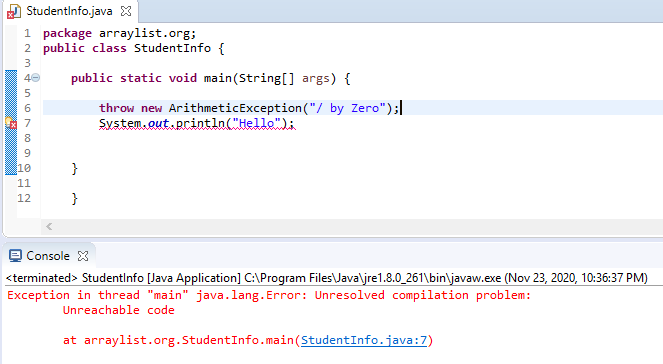 StudentInfo.java
1 package arraylist.org;
2 public class StudentInfo {
3
4 public static void main(String[] args) {
5
6 throw new ArithmeticException("/ by Zero");
7 System.out.println("Hello");
8
9
10 }
11
12 }
Console
<terminated> StudentInfo [Java Application] C:\Program Files\Java\jre1.8.0_261\bin\javaw.exe (Nov 23, 2020, 10:36:37 PM)
Exception in thread "main" java.lang.Error: Unresolved compilation problem:
Unreachable code
at arraylist.org.StudentInfo.main(StudentInfo.java:7)